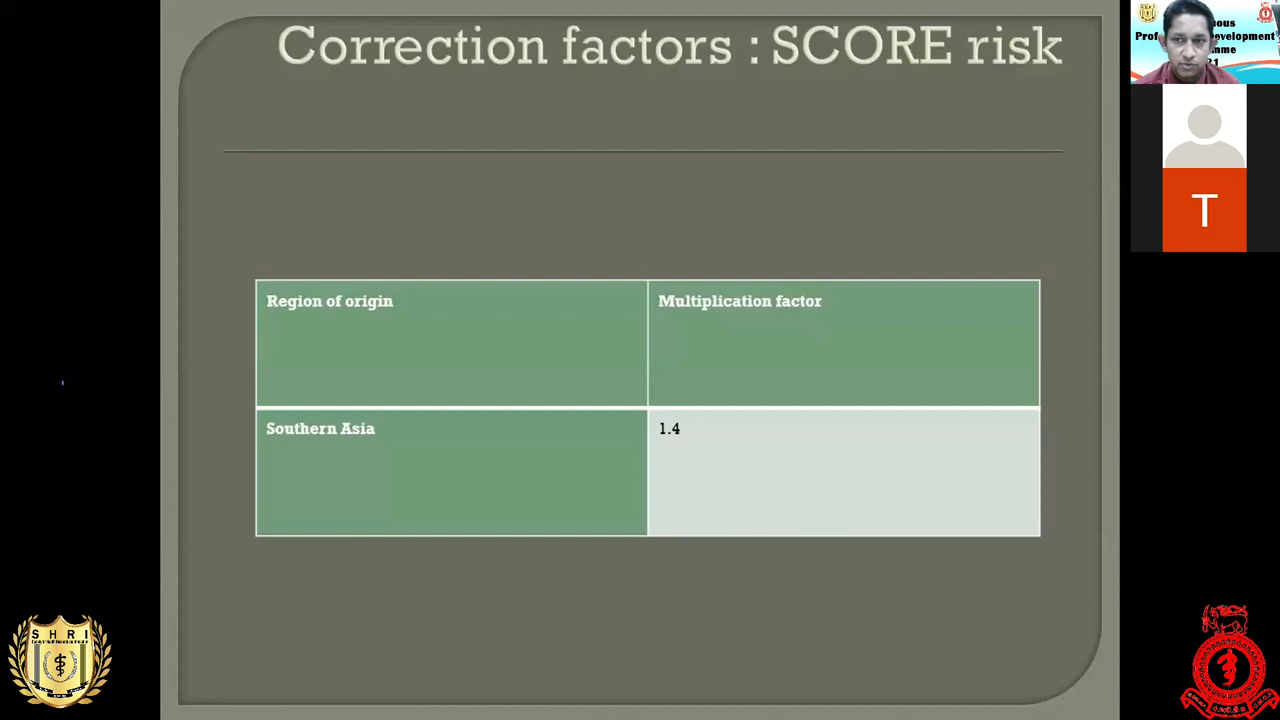 Correction factors : SCORE risk
Region of origin
Multiplication factor
Southern Asia
1.4
T
S H R I